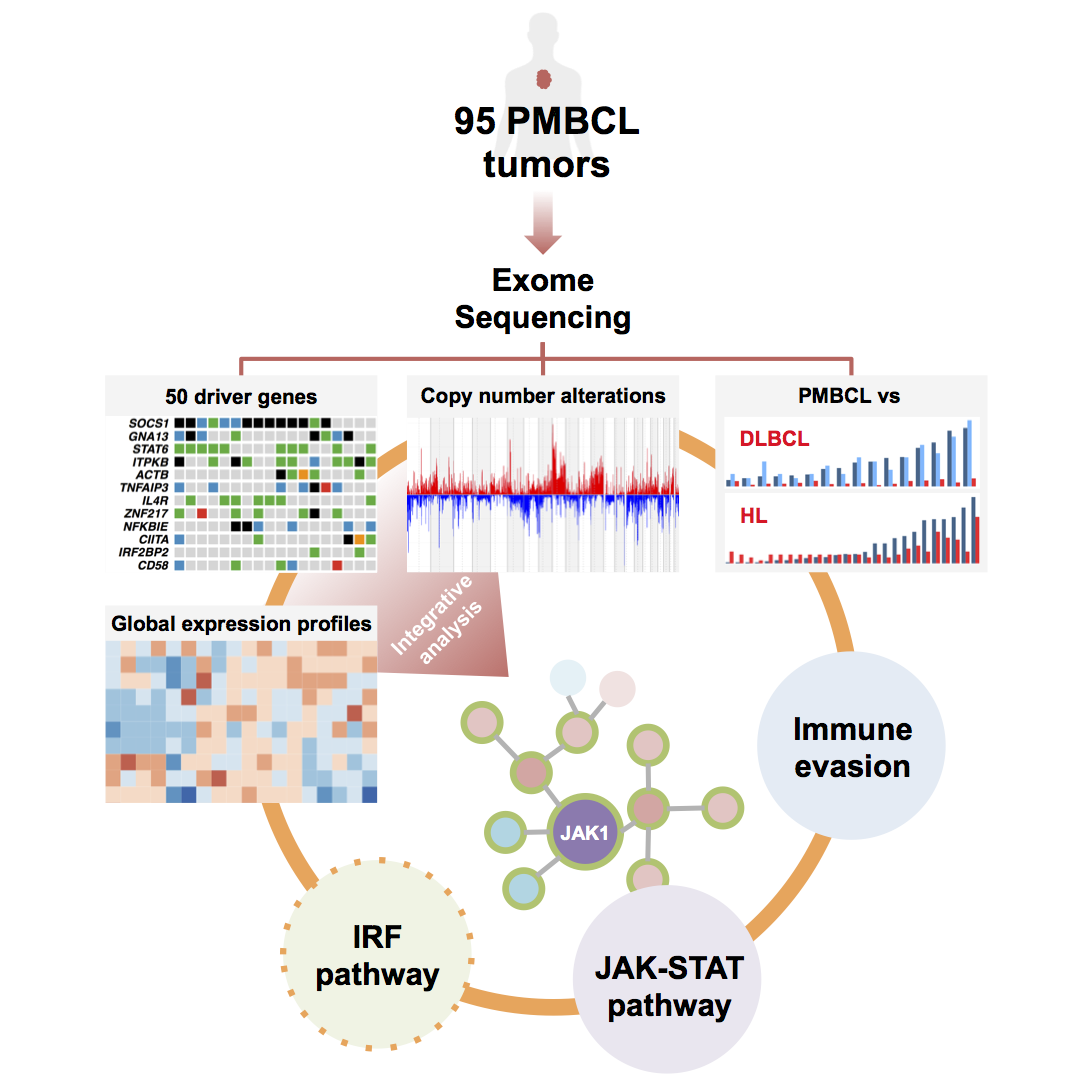 95 PMBCL
tumors
Exome
Sequencing
50 driver genes
SOCS1
GNA13
STAT6
ITPKB
ACTB
TNFAIP3
IL4R
ZNF217
NFKBIE
CIITA
IRF2BP2
CD58
Copy number alterations
PMBCL vs
DLBCL
HL
Global expression profiles
Integrative
analysis
JAK1
Immune
evasion
IRF
pathway
JAK-STAT
pathway